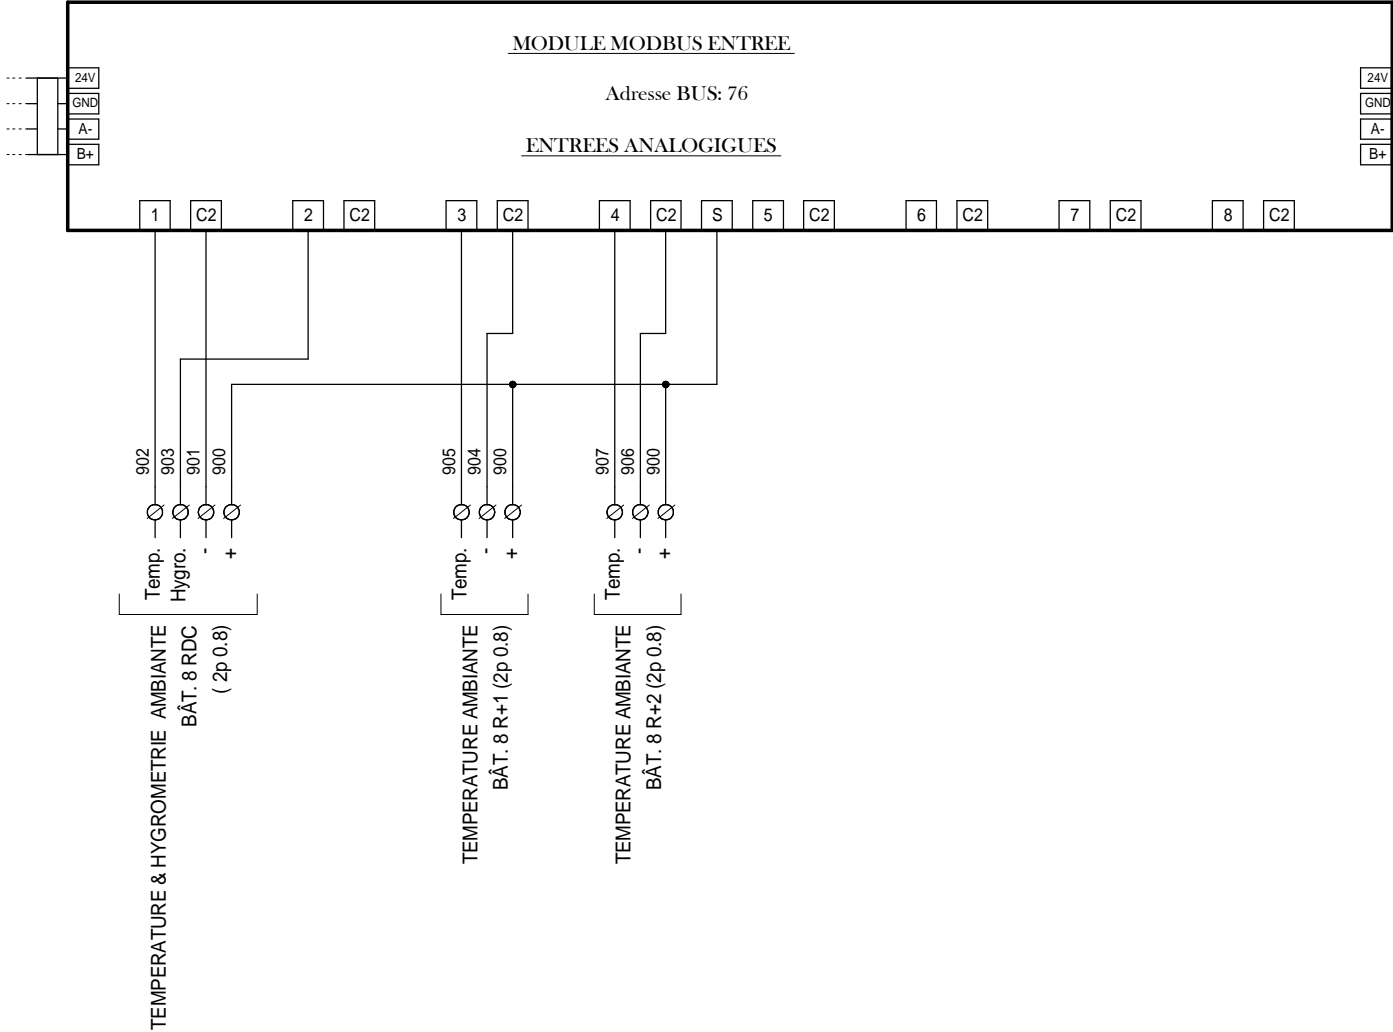 MODULE MODBUS ENTREE
24V
24V
Adresse BUS: 76
GND
GND
A-
A-
ENTREES ANALOGIGUES
B+
B+
1 C2 2 C2 3 C2 4 C2 S 5 C2 6 C2 7 C2 8 C2
902 903 901 900 905 904 900 907 906 900
Temp.
Hygro.
-
+
Temp.
-
+
Temp.
-
+
TEMPERATURE & HYGROMETRIE AMBIANTE
BÂT. 8 RDC
( 2p 0.8)
TEMPERATURE AMBIANTE
BÂT. 8 R+1 (2p 0.8)
TEMPERATURE AMBIANTE
BÂT. 8 R+2 (2p 0.8)